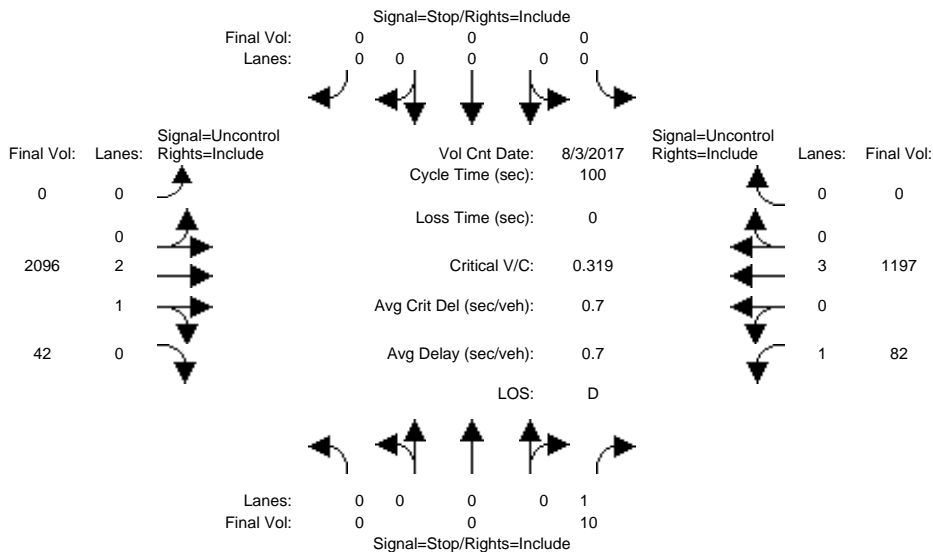 Signal=Stop/Rights=Include
Final Vol: 0 0 0
Lanes: 0 0 0 0 0
Signal=Uncontrol
Final Vol: Lanes: Rights=Include
Vol Cnt Date: 8/3/2017
Signal=Uncontrol
Rights=Include Lanes: Final Vol:
Cycle Time (sec): 100
0 0
0 0
Loss Time (sec): 0
0
0
2096 2
Critical V/C: 0.319
3 1197
1
Avg Crit Del (sec/veh): 0.7
0
42 0
Avg Delay (sec/veh): 0.7
1 82
LOS: D
Lanes: 0 0 0 0 1
Final Vol: 0 0 10
Signal=Stop/Rights=Include